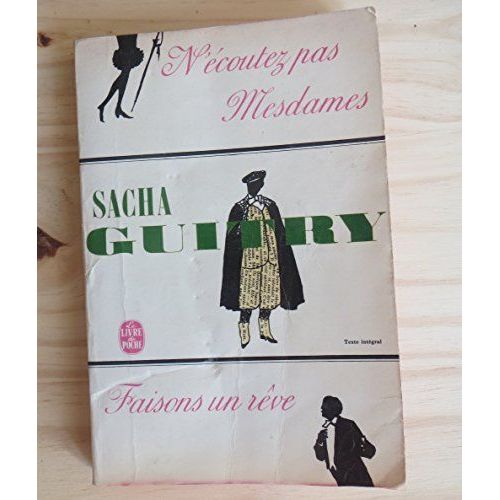 N'écoutez pas
Mesdames
SACHA
GUITRY
Le
LIVRE
de
POCHE
Texte intégral
Faisons un rêve